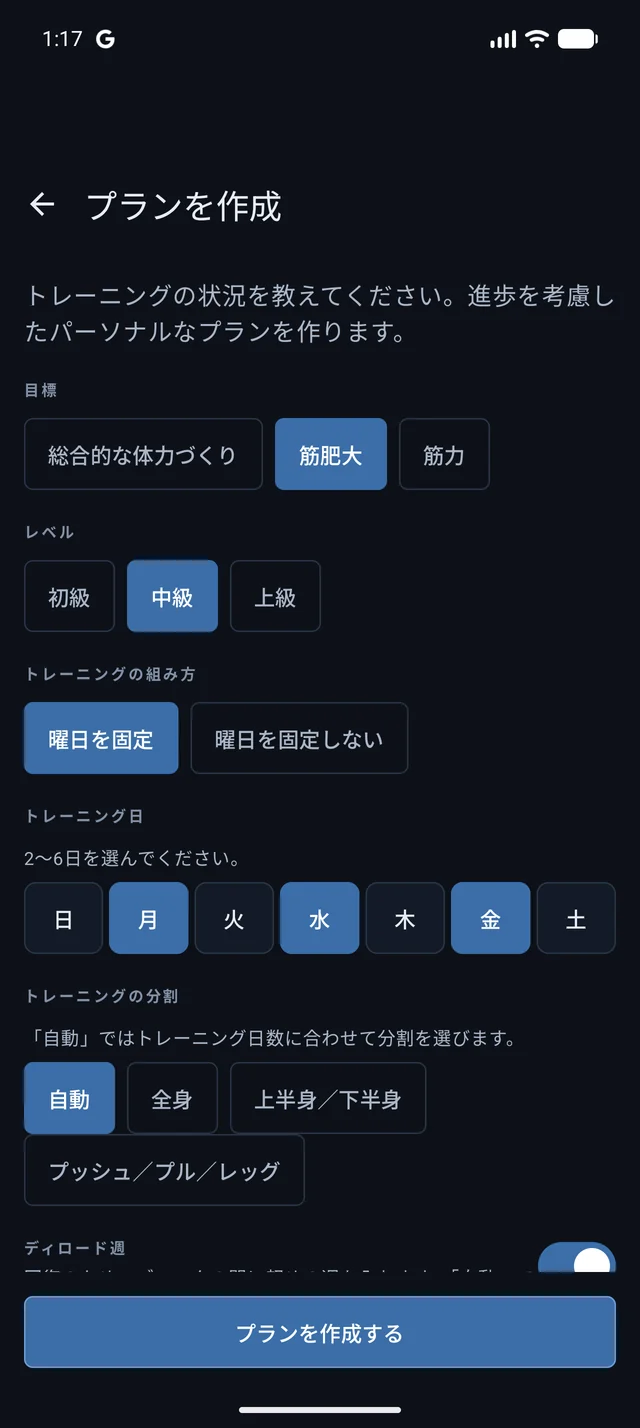 1:17 G
プランを作成
トレーニングの状況を教えてください。進歩を考慮し
たパーソナルなプランを作ります。
目標
総合的な体力づくり 筋肥大 筋力
レベル
初級 中級 上級
トレーニングの組み方
曜日を固定 曜日を固定しない
トレーニング日
2〜6日を選んでください。
日 月 火 水 木 金 土
トレーニングの分割
「自動」ではトレーニング日数に合わせて分割を選びます。
自動 全身 上半身／下半身
プッシュ／プル／レッグ
ディロード週
プランを作成する